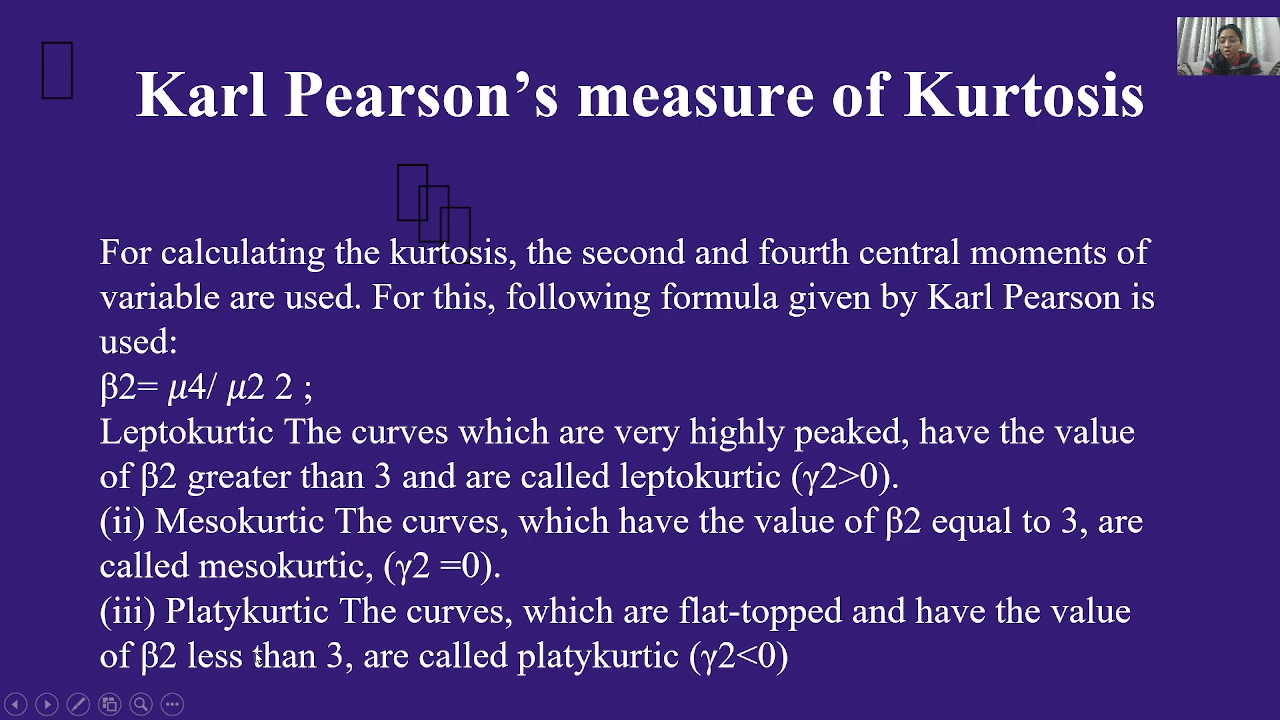 Karl Pearson’s measure of Kurtosis
For calculating the kurtosis, the second and fourth central moments of
variable are used. For this, following formula given by Karl Pearson is
used:
β2= 𝜇4/ 𝜇2 2 ;
Leptokurtic The curves which are very highly peaked, have the value
of β2 greater than 3 and are called leptokurtic (γ2>0).
(ii) Mesokurtic The curves, which have the value of β2 equal to 3, are
called mesokurtic, (γ2 =0).
(iii) Platykurtic The curves, which are flat-topped and have the value
of β2 less than 3, are called platykurtic (γ2<0)